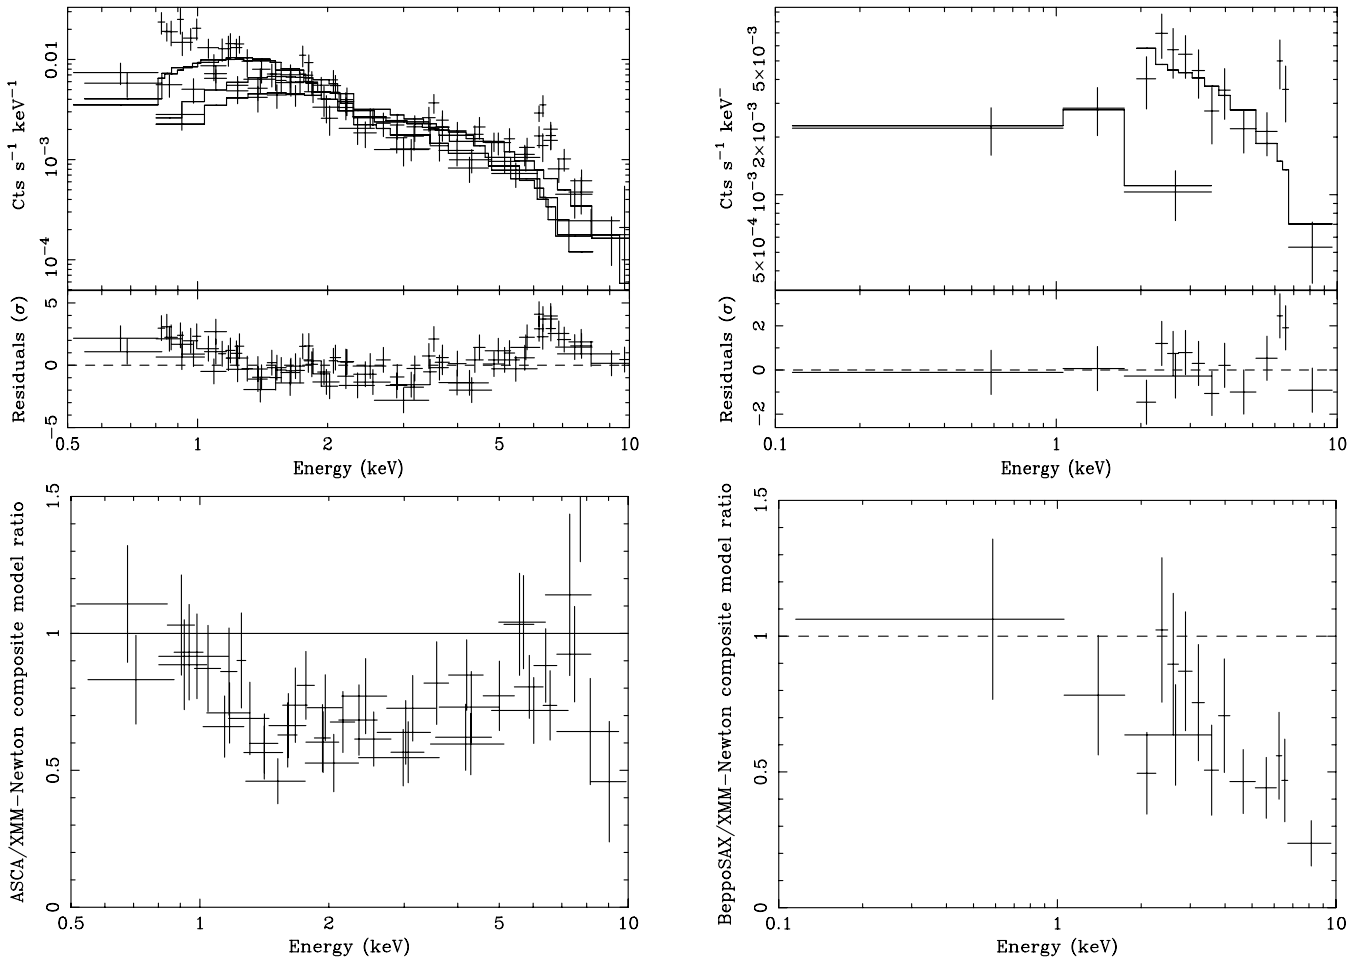 Cts s−1 keV−1
0.01
10−3
10−4
Residuals (σ)
5
0
−5
0.5 1 2 5 10
Energy (keV)
Cts s−1 keV−
5×10−3
2×10−3
10−3
5×10−4
Residuals (σ)
2
0
−2
0.1 1 10
Energy (keV)
ASCA/XMM−Newton composite model ratio
1.5
1
0.5
0
0.5 1 2 5 10
Energy (keV)
BeppoSAX/XMM−Newton composite model ratio
1.5
1
0.5
0
0.1 1 10
Energy (keV)